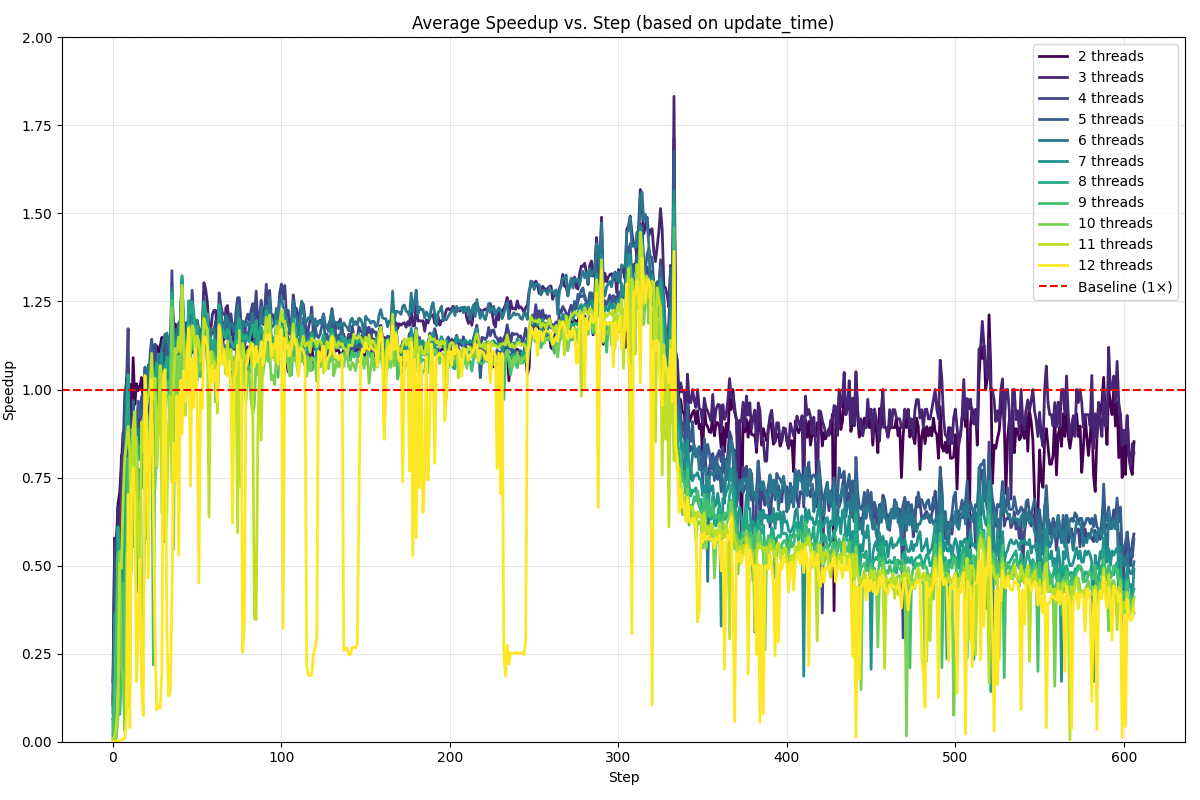 Average Speedup vs. Step (based on update_time)
2.00
1.75
1.50
1.25
1.00
0.75
0.50
0.25
0.00
Speedup
2 threads
3 threads
4 threads
5 threads
6 threads
7 threads
8 threads
9 threads
10 threads
11 threads
12 threads
Baseline (1×)
0 100 200 300 400 500 600
Step